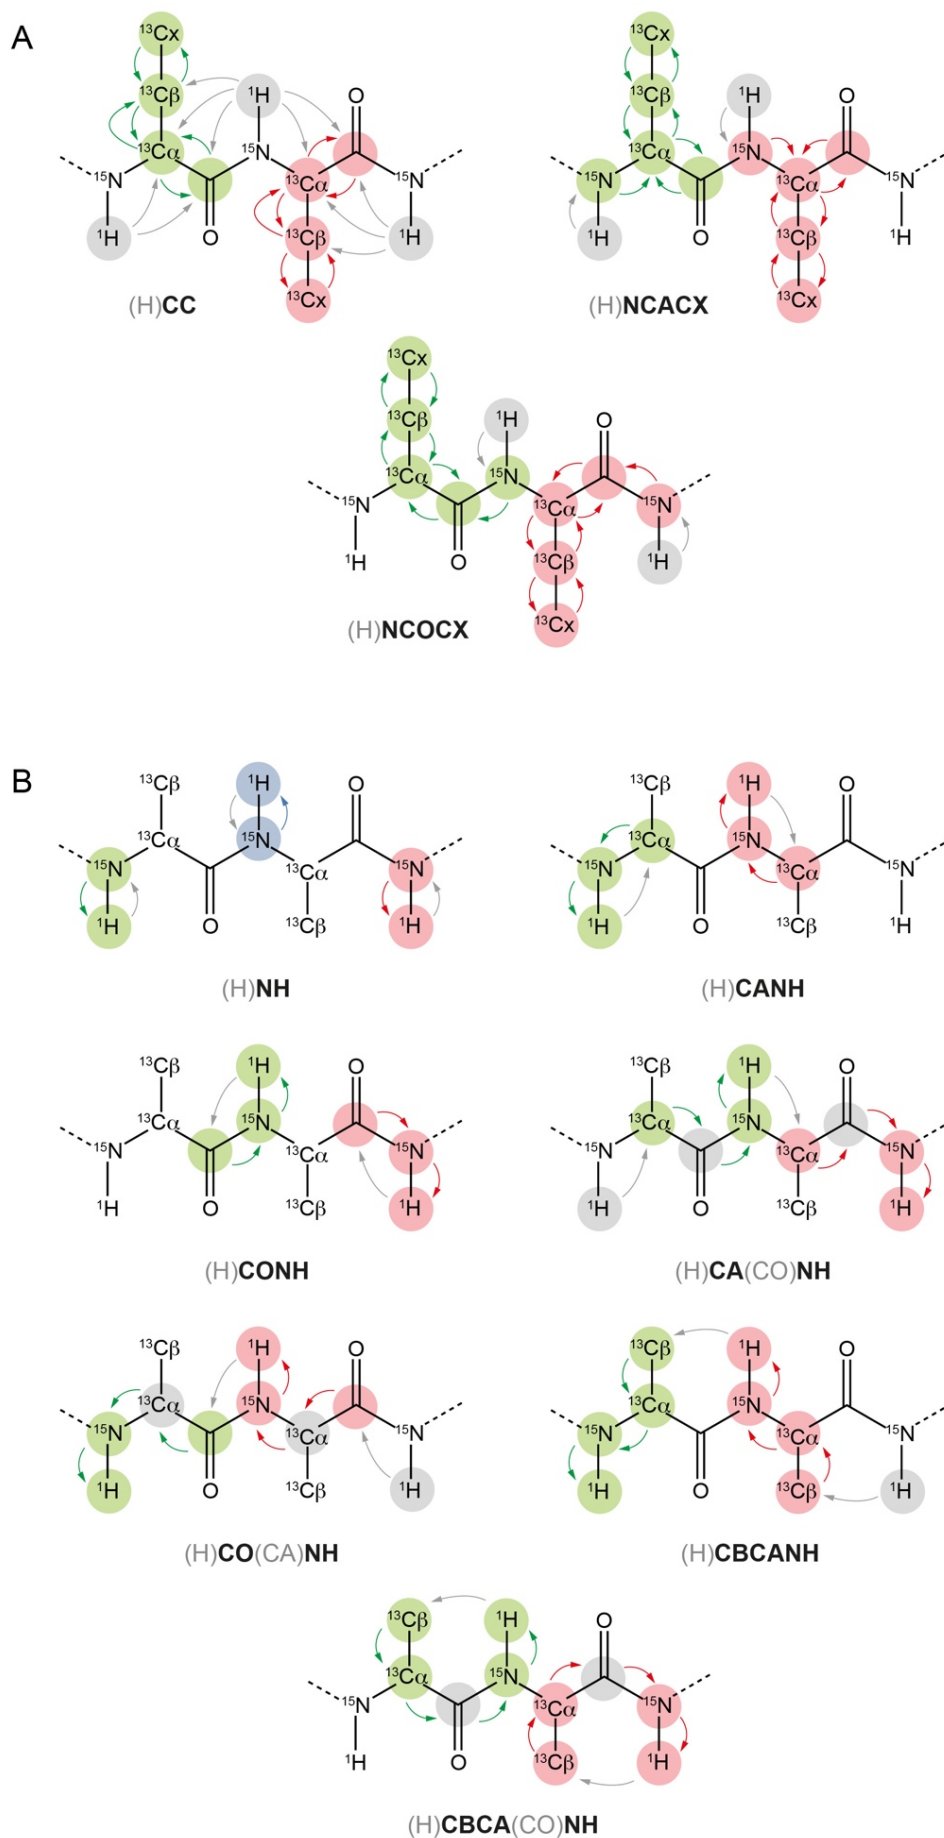 A
¹³Cx
¹³Cβ
¹H
O
¹³Cα
¹⁵N
¹⁵N
¹³Cα
¹⁵N
¹H
O
¹³Cβ
¹H
¹³Cx
(H)CC
¹³Cx
¹³Cβ
¹H
O
¹³Cα
¹⁵N
¹⁵N
¹³Cα
¹⁵N
¹H
O
¹³Cβ
¹H
¹³Cx
(H)NCACX
¹³Cx
¹³Cβ
¹H
O
¹³Cα
¹⁵N
¹⁵N
¹³Cα
¹⁵N
¹H
O
¹³Cβ
¹H
¹³Cx
(H)NCOCX
B
¹³Cβ
¹H
O
¹³Cα
¹⁵N
¹⁵N
¹³Cα
¹⁵N
¹H
O
¹³Cβ
¹H
(H)NH
¹³Cβ
¹H
O
¹³Cα
¹⁵N
¹⁵N
¹³Cα
¹⁵N
¹H
O
¹³Cβ
¹H
(H)CANH
¹³Cβ
¹H
O
¹³Cα
¹⁵N
¹⁵N
¹³Cα
¹⁵N
¹H
O
¹³Cβ
¹H
(H)CONH
¹³Cβ
¹H
O
¹³Cα
¹⁵N
¹⁵N
¹³Cα
¹⁵N
¹H
O
¹³Cβ
¹H
(H)CA(CO)NH
¹³Cβ
¹H
O
¹³Cα
¹⁵N
¹⁵N
¹³Cα
¹⁵N
¹H
O
¹³Cβ
¹H
(H)CO(CA)NH
¹³Cβ
¹H
O
¹³Cα
¹⁵N
¹⁵N
¹³Cα
¹⁵N
¹H
O
¹³Cβ
¹H
(H)CBCANH
¹³Cβ
¹H
O
¹³Cα
¹⁵N
¹⁵N
¹³Cα
¹⁵N
¹H
O
¹³Cβ
¹H
(H)CBCA(CO)NH